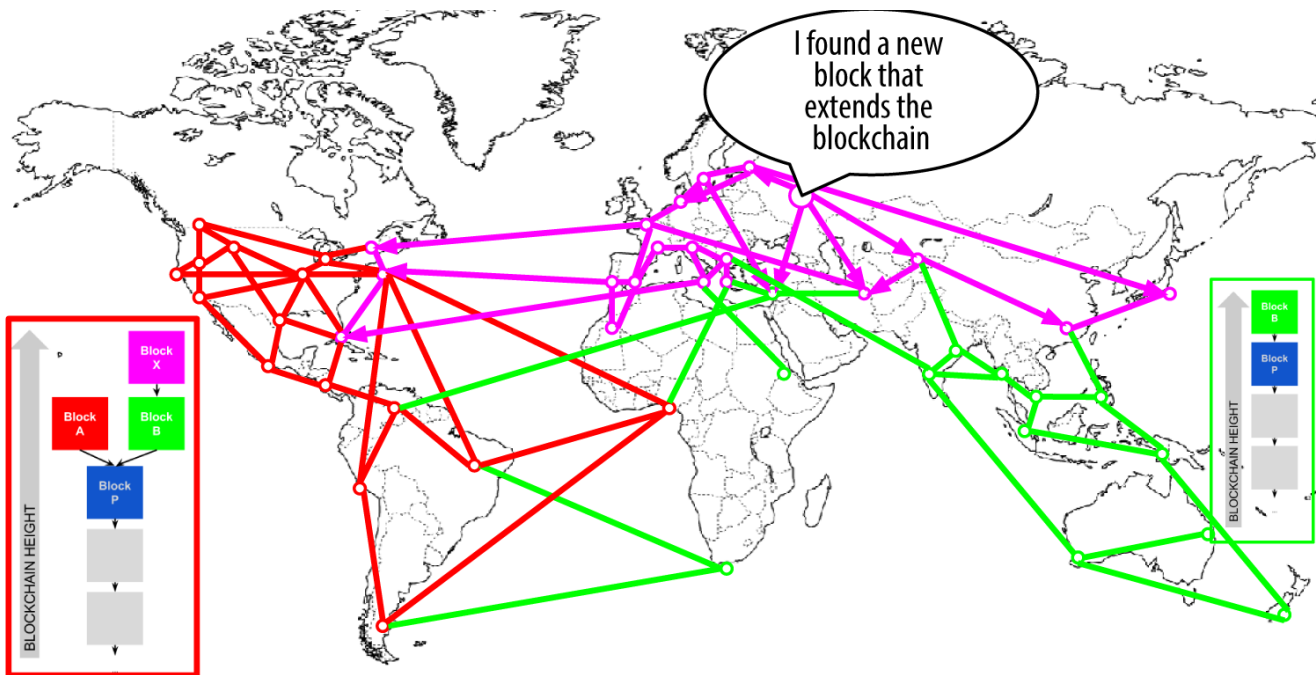 I found a new
block that
extends the
blockchain
BLOCKCHAIN HEIGHT
Block
X
Block
A
Block
B
Block
P
BLOCKCHAIN HEIGHT
Block
B
Block
P